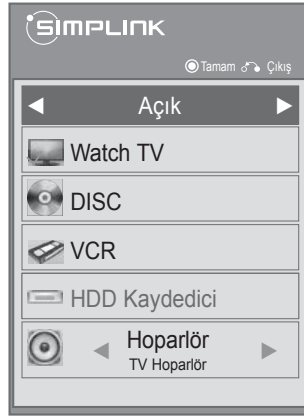 SIMPLINK
Tamam Çıkış
Açık
Watch TV
DISC
VCR
HDD Kaydedici
Hoparlör
TV Hoparlör